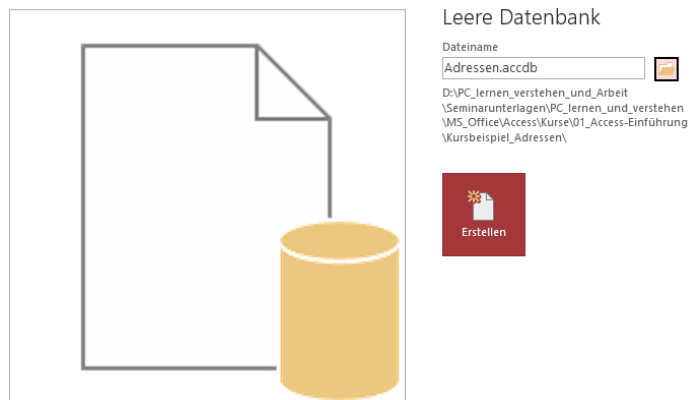 Leere Datenbank
Dateiname
Adressen.accdb
D:\PC_lernen_verstehen_und_Arbeit
\Seminarunterlagen\PC_lernen_und_verstehen
\MS_Office\Access\Kurse\01_Access-Einführung
\Kursbeispiel_Adressen\
Erstellen